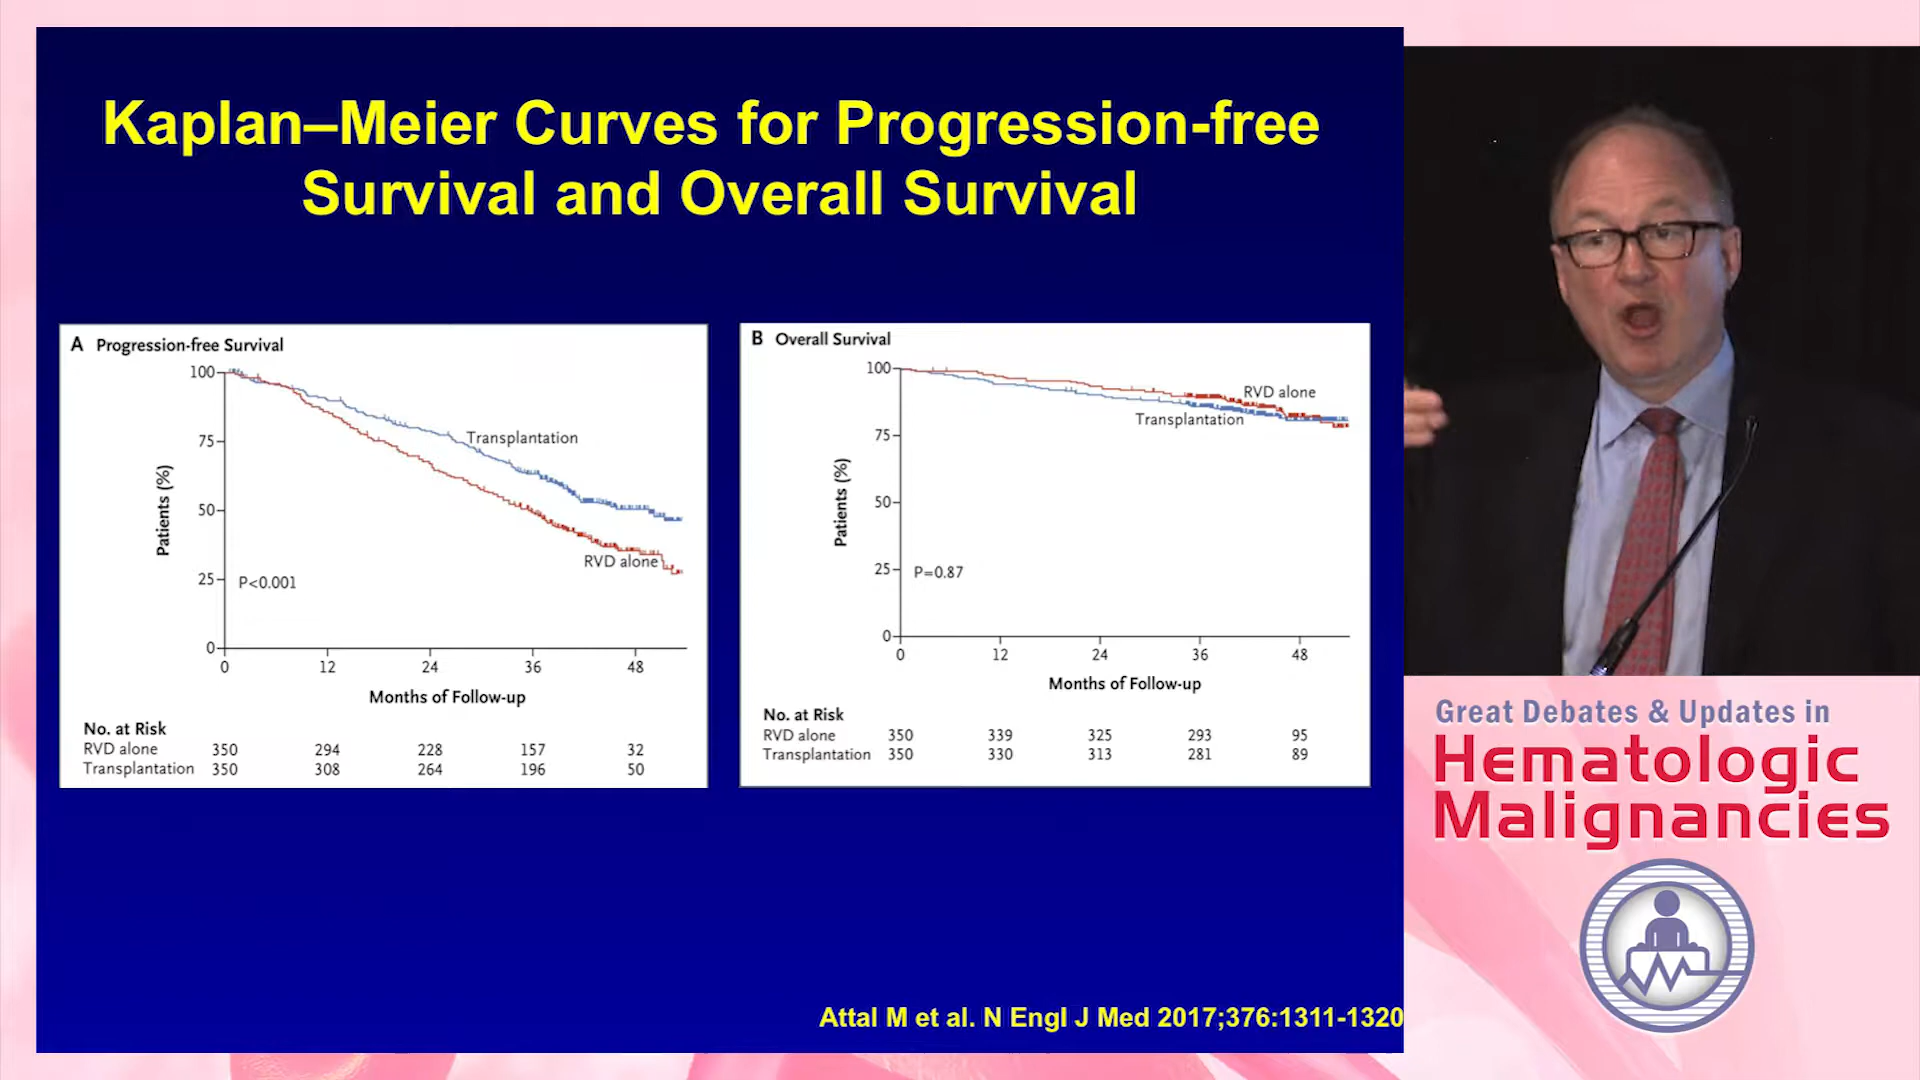 Kaplan–Meier Curves for Progression-free
Survival and Overall Survival
A Progression-free Survival
100
75
50
25
0
Patients (%)
Transplantation
RVD alone
P<0.001
0 12 24 36 48
Months of Follow-up
No. at Risk
RVD alone 350 294 228 157 32
Transplantation 350 308 264 196 50
B Overall Survival
100
75
50
25
0
Patients (%)
RVD alone
Transplantation
P=0.87
0 12 24 36 48
Months of Follow-up
No. at Risk
RVD alone 350 339 325 293 95
Transplantation 350 330 313 281 89
Attal M et al. N Engl J Med 2017;376:1311-1320
Great Debates & Updates in
Hematologic
Malignancies